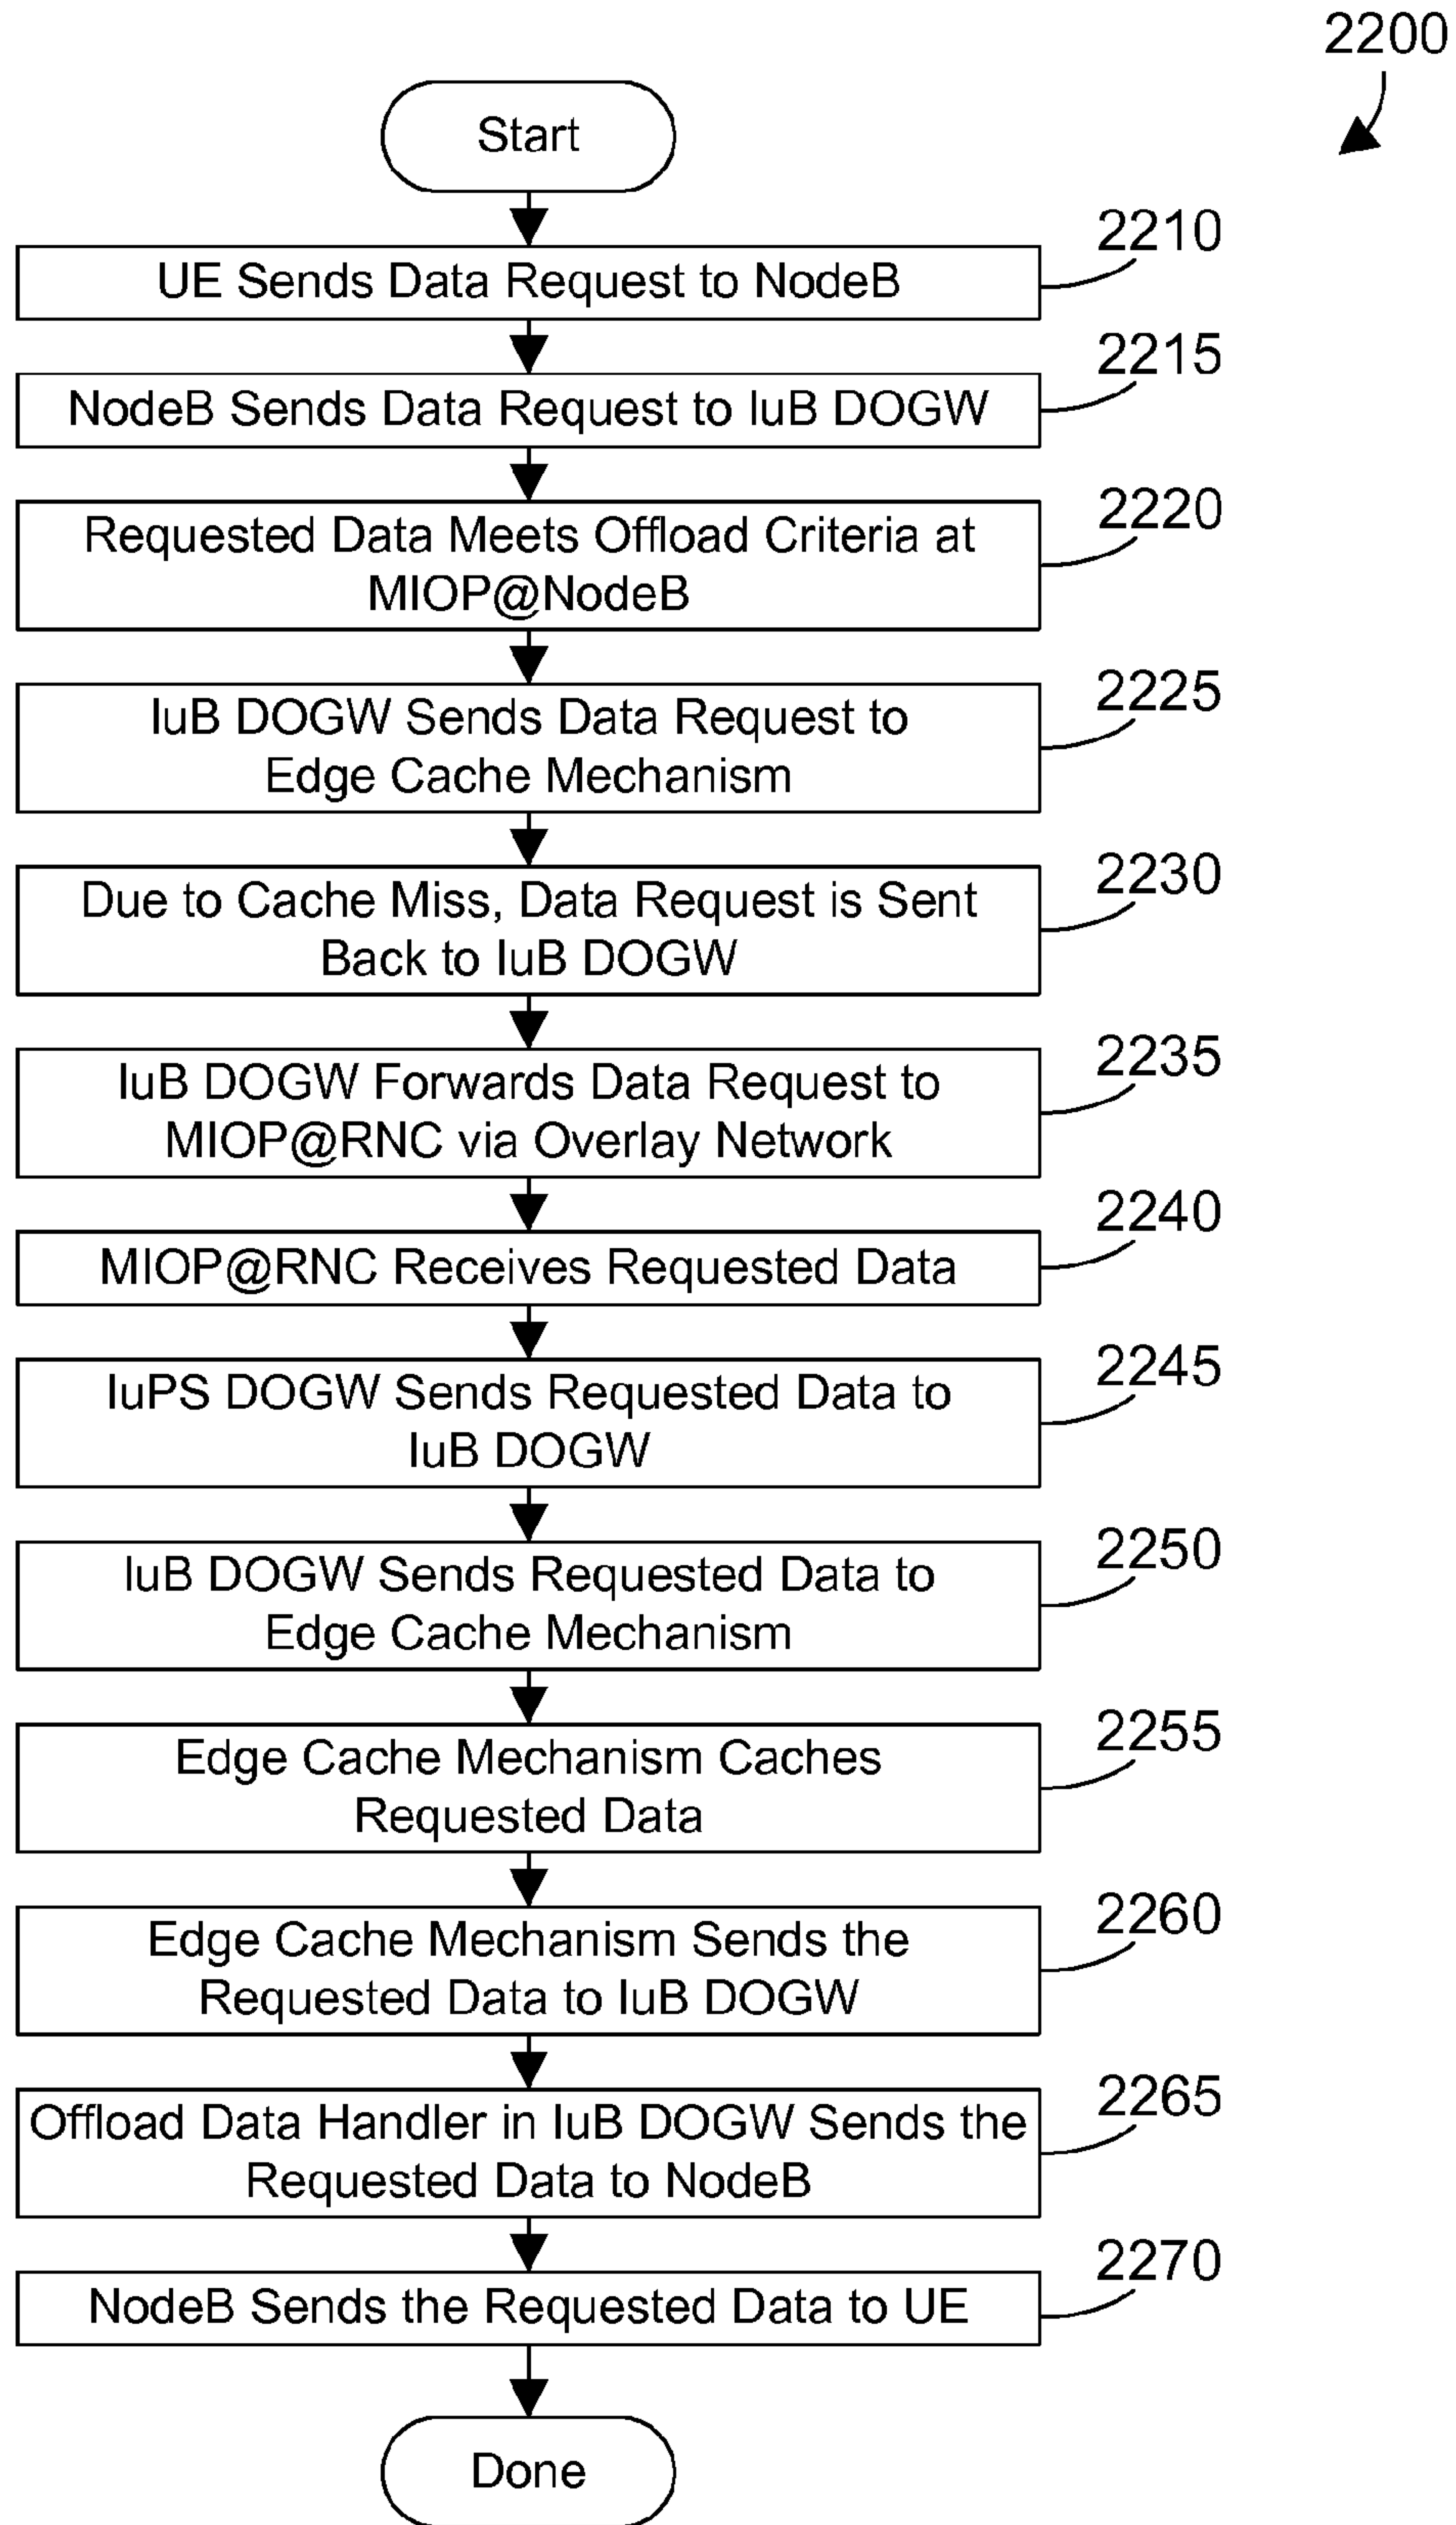 2200
Start
2210
UE Sends Data Request to NodeB
2215
NodeB Sends Data Request to IuB DOGW
2220
Requested Data Meets Offload Criteria at
MIOP@NodeB
2225
IuB DOGW Sends Data Request to
Edge Cache Mechanism
2230
Due to Cache Miss, Data Request is Sent
Back to IuB DOGW
2235
IuB DOGW Forwards Data Request to
MIOP@RNC via Overlay Network
2240
MIOP@RNC Receives Requested Data
2245
IuPS DOGW Sends Requested Data to
IuB DOGW
2250
IuB DOGW Sends Requested Data to
Edge Cache Mechanism
2255
Edge Cache Mechanism Caches
Requested Data
2260
Edge Cache Mechanism Sends the
Requested Data to IuB DOGW
2265
Offload Data Handler in IuB DOGW Sends the
Requested Data to NodeB
2270
NodeB Sends the Requested Data to UE
Done